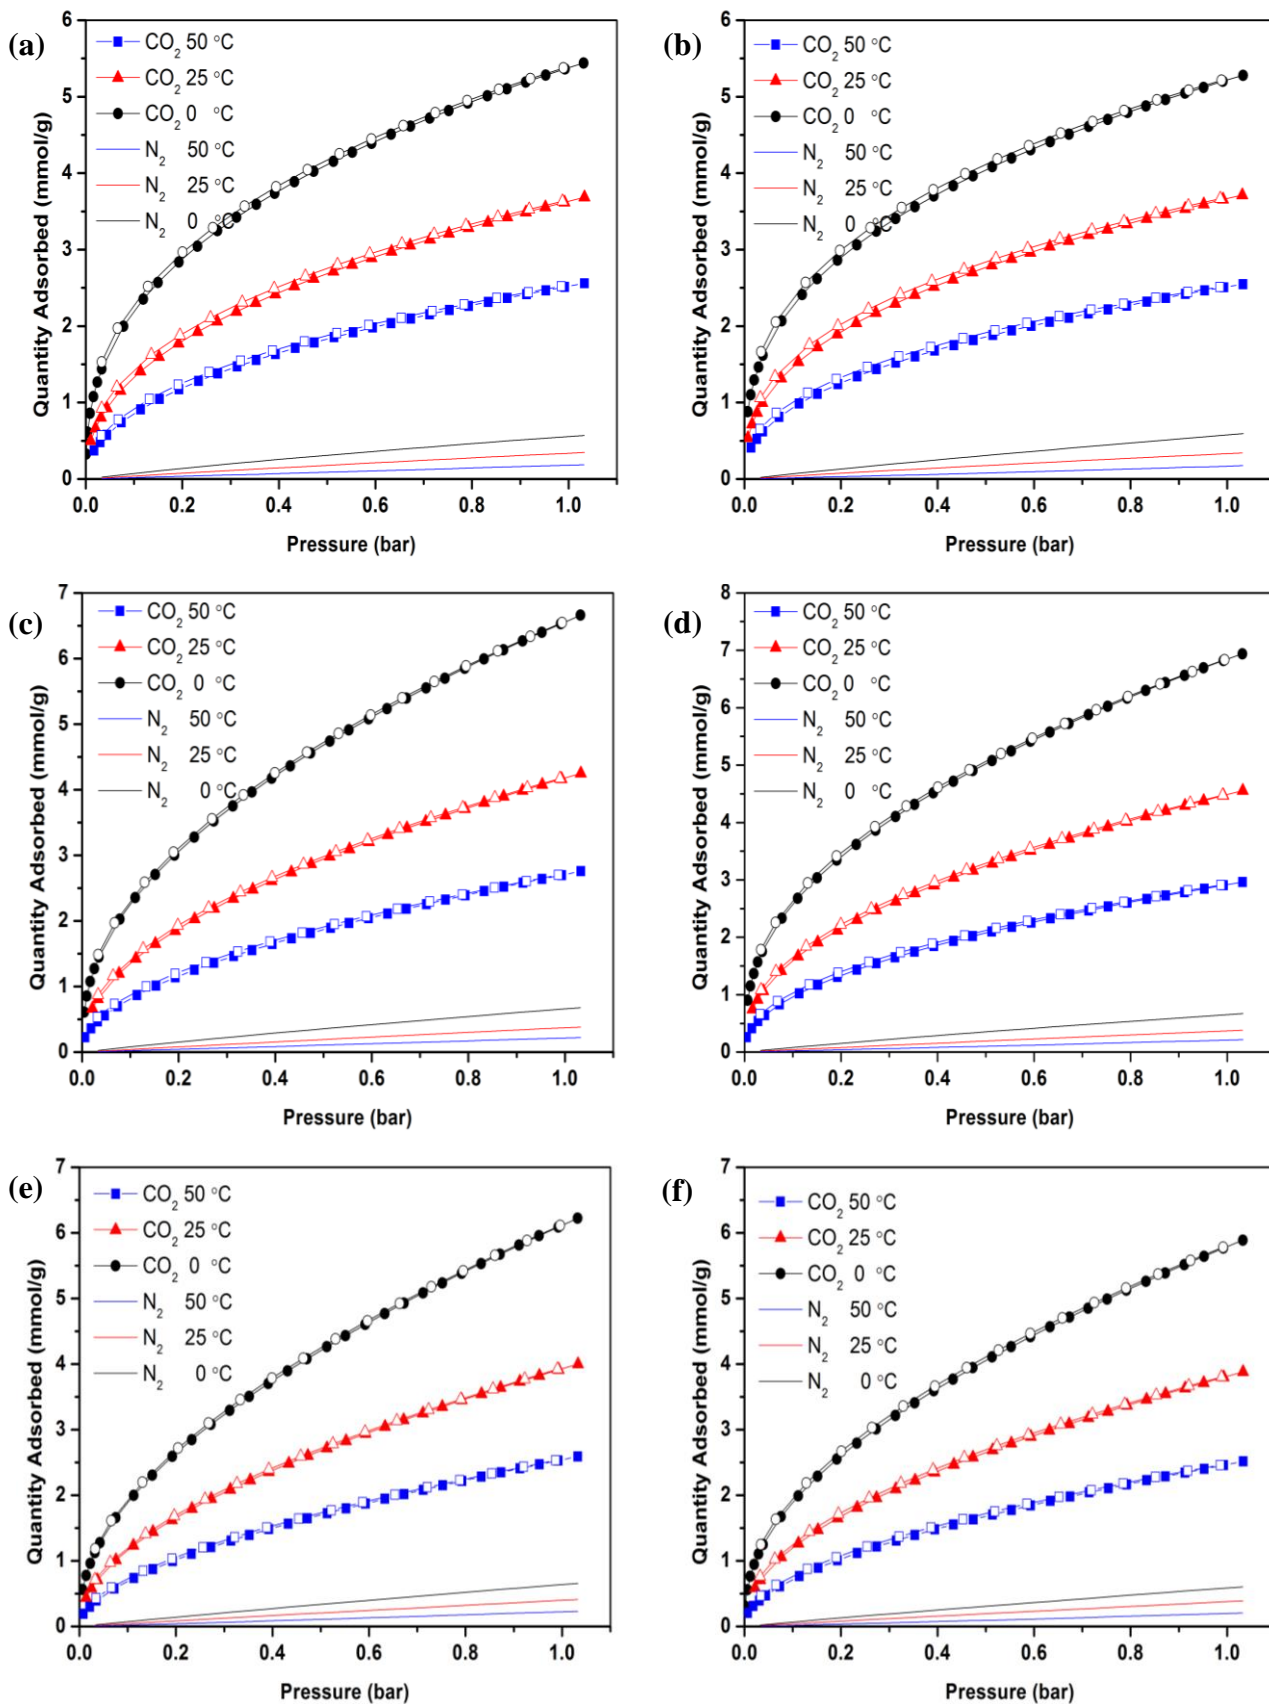 (a)
6
5
4
3
2
1
0
Quantity Adsorbed (mmol/g)
CO2 50 °C
CO2 25 °C
CO2 0 °C
N2 50 °C
N2 25 °C
N2 0 °C
0.0 0.2 0.4 0.6 0.8 1.0
Pressure (bar)
(b)
6
5
4
3
2
1
0
Quantity Adsorbed (mmol/g)
CO2 50 °C
CO2 25 °C
CO2 0 °C
N2 50 °C
N2 25 °C
N2 0 °C
0.0 0.2 0.4 0.6 0.8 1.0
Pressure (bar)
(c)
7
6
5
4
3
2
1
0
Quantity Adsorbed (mmol/g)
CO2 50 °C
CO2 25 °C
CO2 0 °C
N2 50 °C
N2 25 °C
N2 0 °C
0.0 0.2 0.4 0.6 0.8 1.0
Pressure (bar)
(d)
8
7
6
5
4
3
2
1
0
Quantity Adsorbed (mmol/g)
CO2 50 °C
CO2 25 °C
CO2 0 °C
N2 50 °C
N2 25 °C
N2 0 °C
0.0 0.2 0.4 0.6 0.8 1.0
Pressure (bar)
(e)
7
6
5
4
3
2
1
0
Quantity Adsorbed (mmol/g)
CO2 50 °C
CO2 25 °C
CO2 0 °C
N2 50 °C
N2 25 °C
N2 0 °C
0.0 0.2 0.4 0.6 0.8 1.0
Pressure (bar)
(f)
7
6
5
4
3
2
1
0
Quantity Adsorbed (mmol/g)
CO2 50 °C
CO2 25 °C
CO2 0 °C
N2 50 °C
N2 25 °C
N2 0 °C
0.0 0.2 0.4 0.6 0.8 1.0
Pressure (bar)